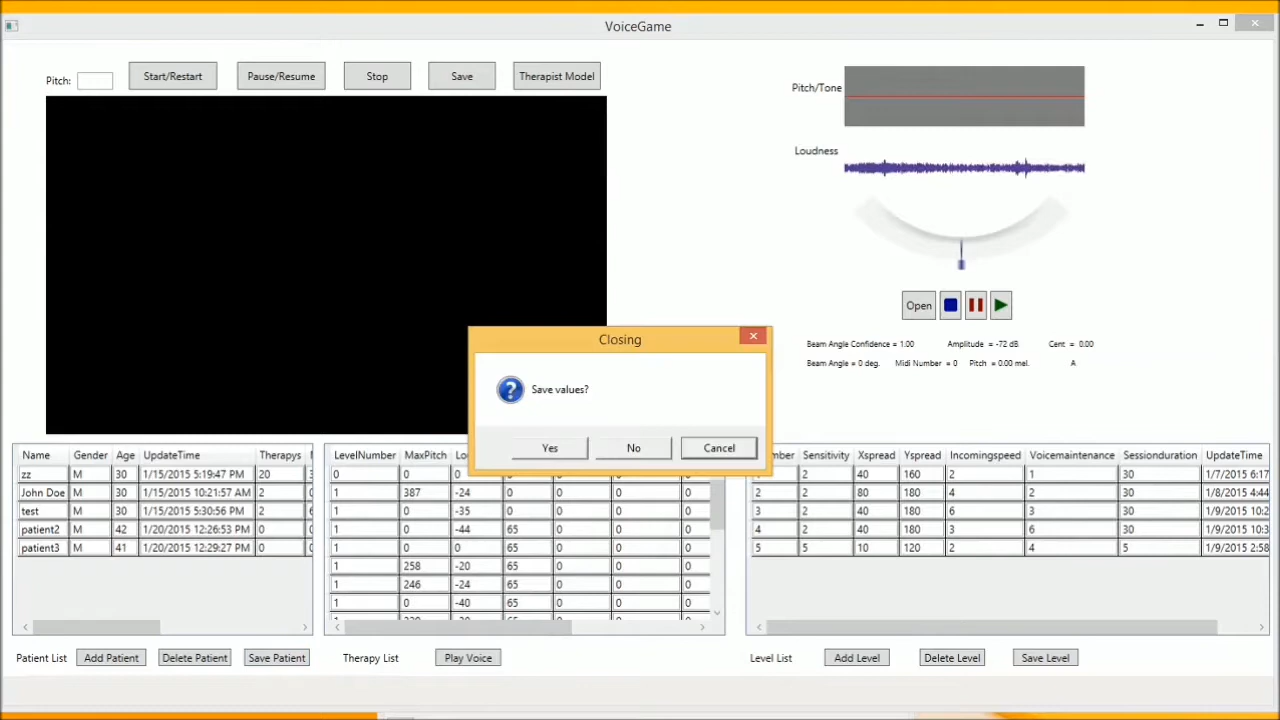 VoiceGame
Pitch:
Start/Restart
Pause/Resume
Stop
Save
Therapist Model
Pitch/Tone
Loudness
Open
Beam Angle Confidence = 1.00 Amplitude = -72 dB Cent = 0.00
Beam Angle = 0 deg. Midi Number = 0 Pitch = 0.00 mel. A
Closing
Save values?
Yes No Cancel
Name Gender Age UpdateTime Therapys
zz M 30 1/15/2015 5:19:47 PM 20
John Doe M 30 1/15/2015 10:21:57 AM 2
test M 30 1/15/2015 5:30:56 PM 2 6
patient2 M 42 1/20/2015 12:26:53 PM 0
patient3 M 41 1/20/2015 12:29:27 PM 0
LevelNumber MaxPitch
0
1 387 -24 0 0 0 0
1 0 -35 0 0 0 0
1 0 -44 65 0 0 0
1 0 0 65 0 0 0
1 258 -20 65 0 0 0
1 246 -24 65 0 0 0
1 0 -40 65 0 0 0
Sensitivity Xspread Yspread Incomingspeed Voicemaintenance Sessionduration UpdateTime
2 40 160 2 1 30 1/7/2015 6:17
2 2 80 180 4 2 30 1/8/2015 4:44
3 2 40 180 6 3 30 1/9/2015 10:2
4 2 40 180 3 6 30 1/9/2015 10:3
5 5 10 120 2 4 5 1/9/2015 2:58
Patient List Add Patient Delete Patient Save Patient
Therapy List Play Voice
Level List Add Level Delete Level Save Level